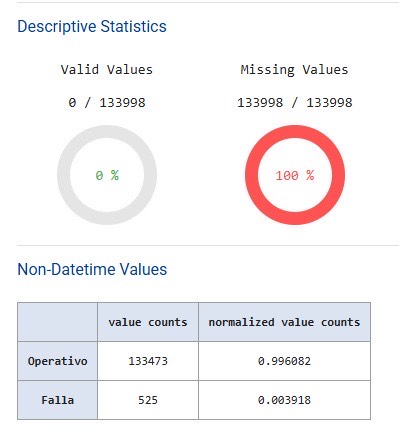 Descriptive Statistics
Valid Values Missing Values
0 / 133998 133998 / 133998
0 % 100 %
Non-Datetime Values
value counts normalized value counts
Operativo 133473 0.996082
Falla 525 0.003918